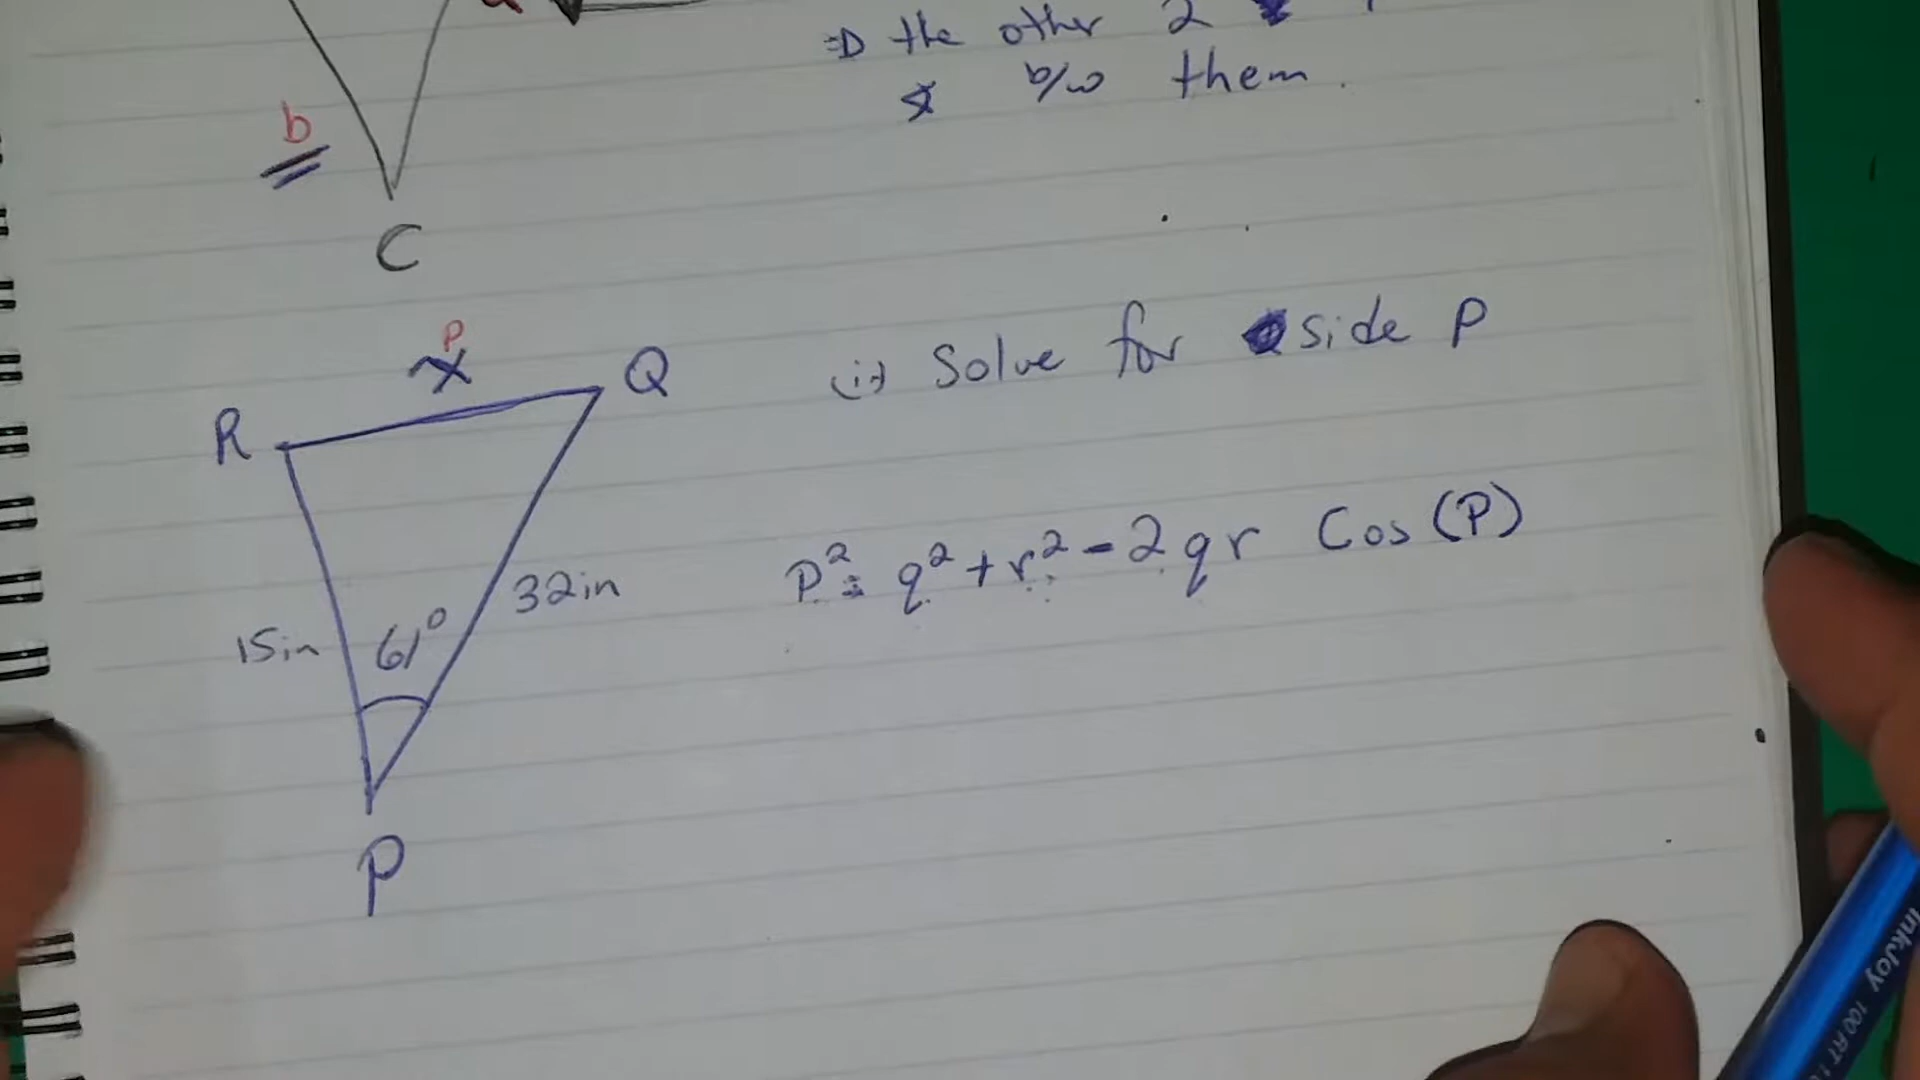 ⇒ the other 2
∡ b/w them.
b
C
p
x
Q
R
(i) Solve for side P
15in
61°
32in
P² = q² + r² - 2qr Cos (P)
P
InkJoy 100 RT